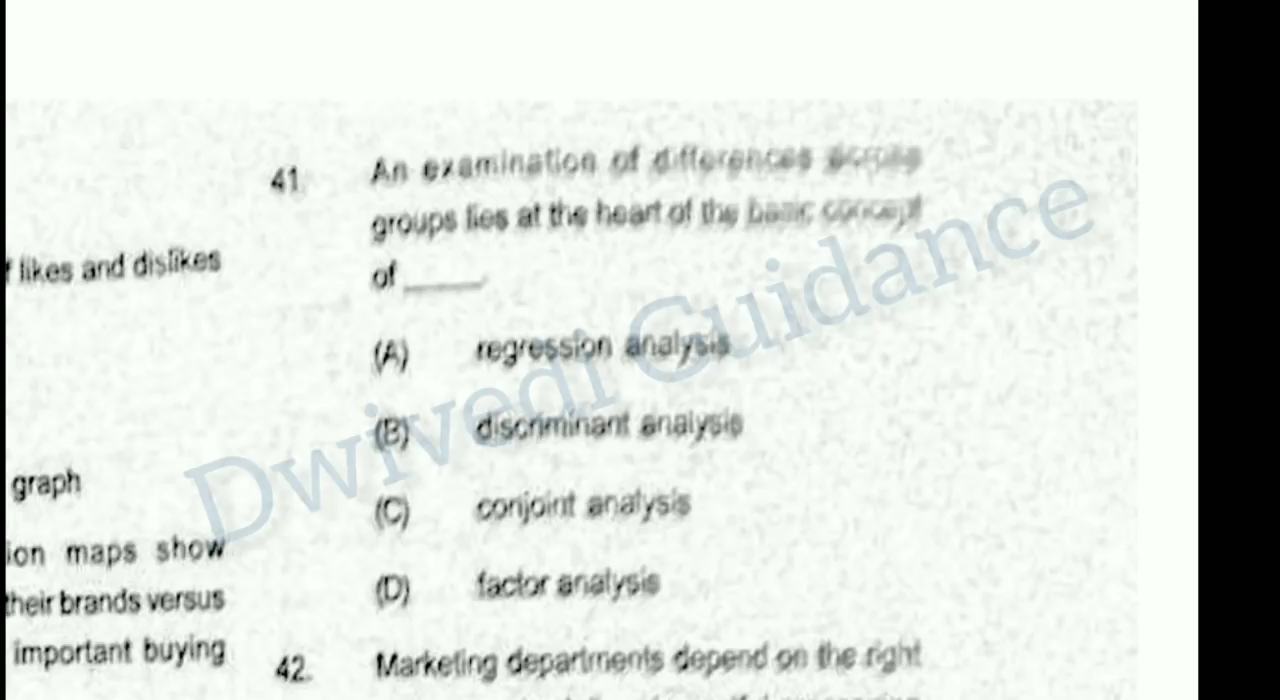 likes and dislikes
graph
ion maps show
their brands versus
important buying
41. An examination of differences across
groups lies at the heart of the basic concept
of ______
(A) regression analysis
(B) discriminant analysis
(C) conjoint analysis
(D) factor analysis
42. Marketing departments depend on the right
Dwivedi Guidance